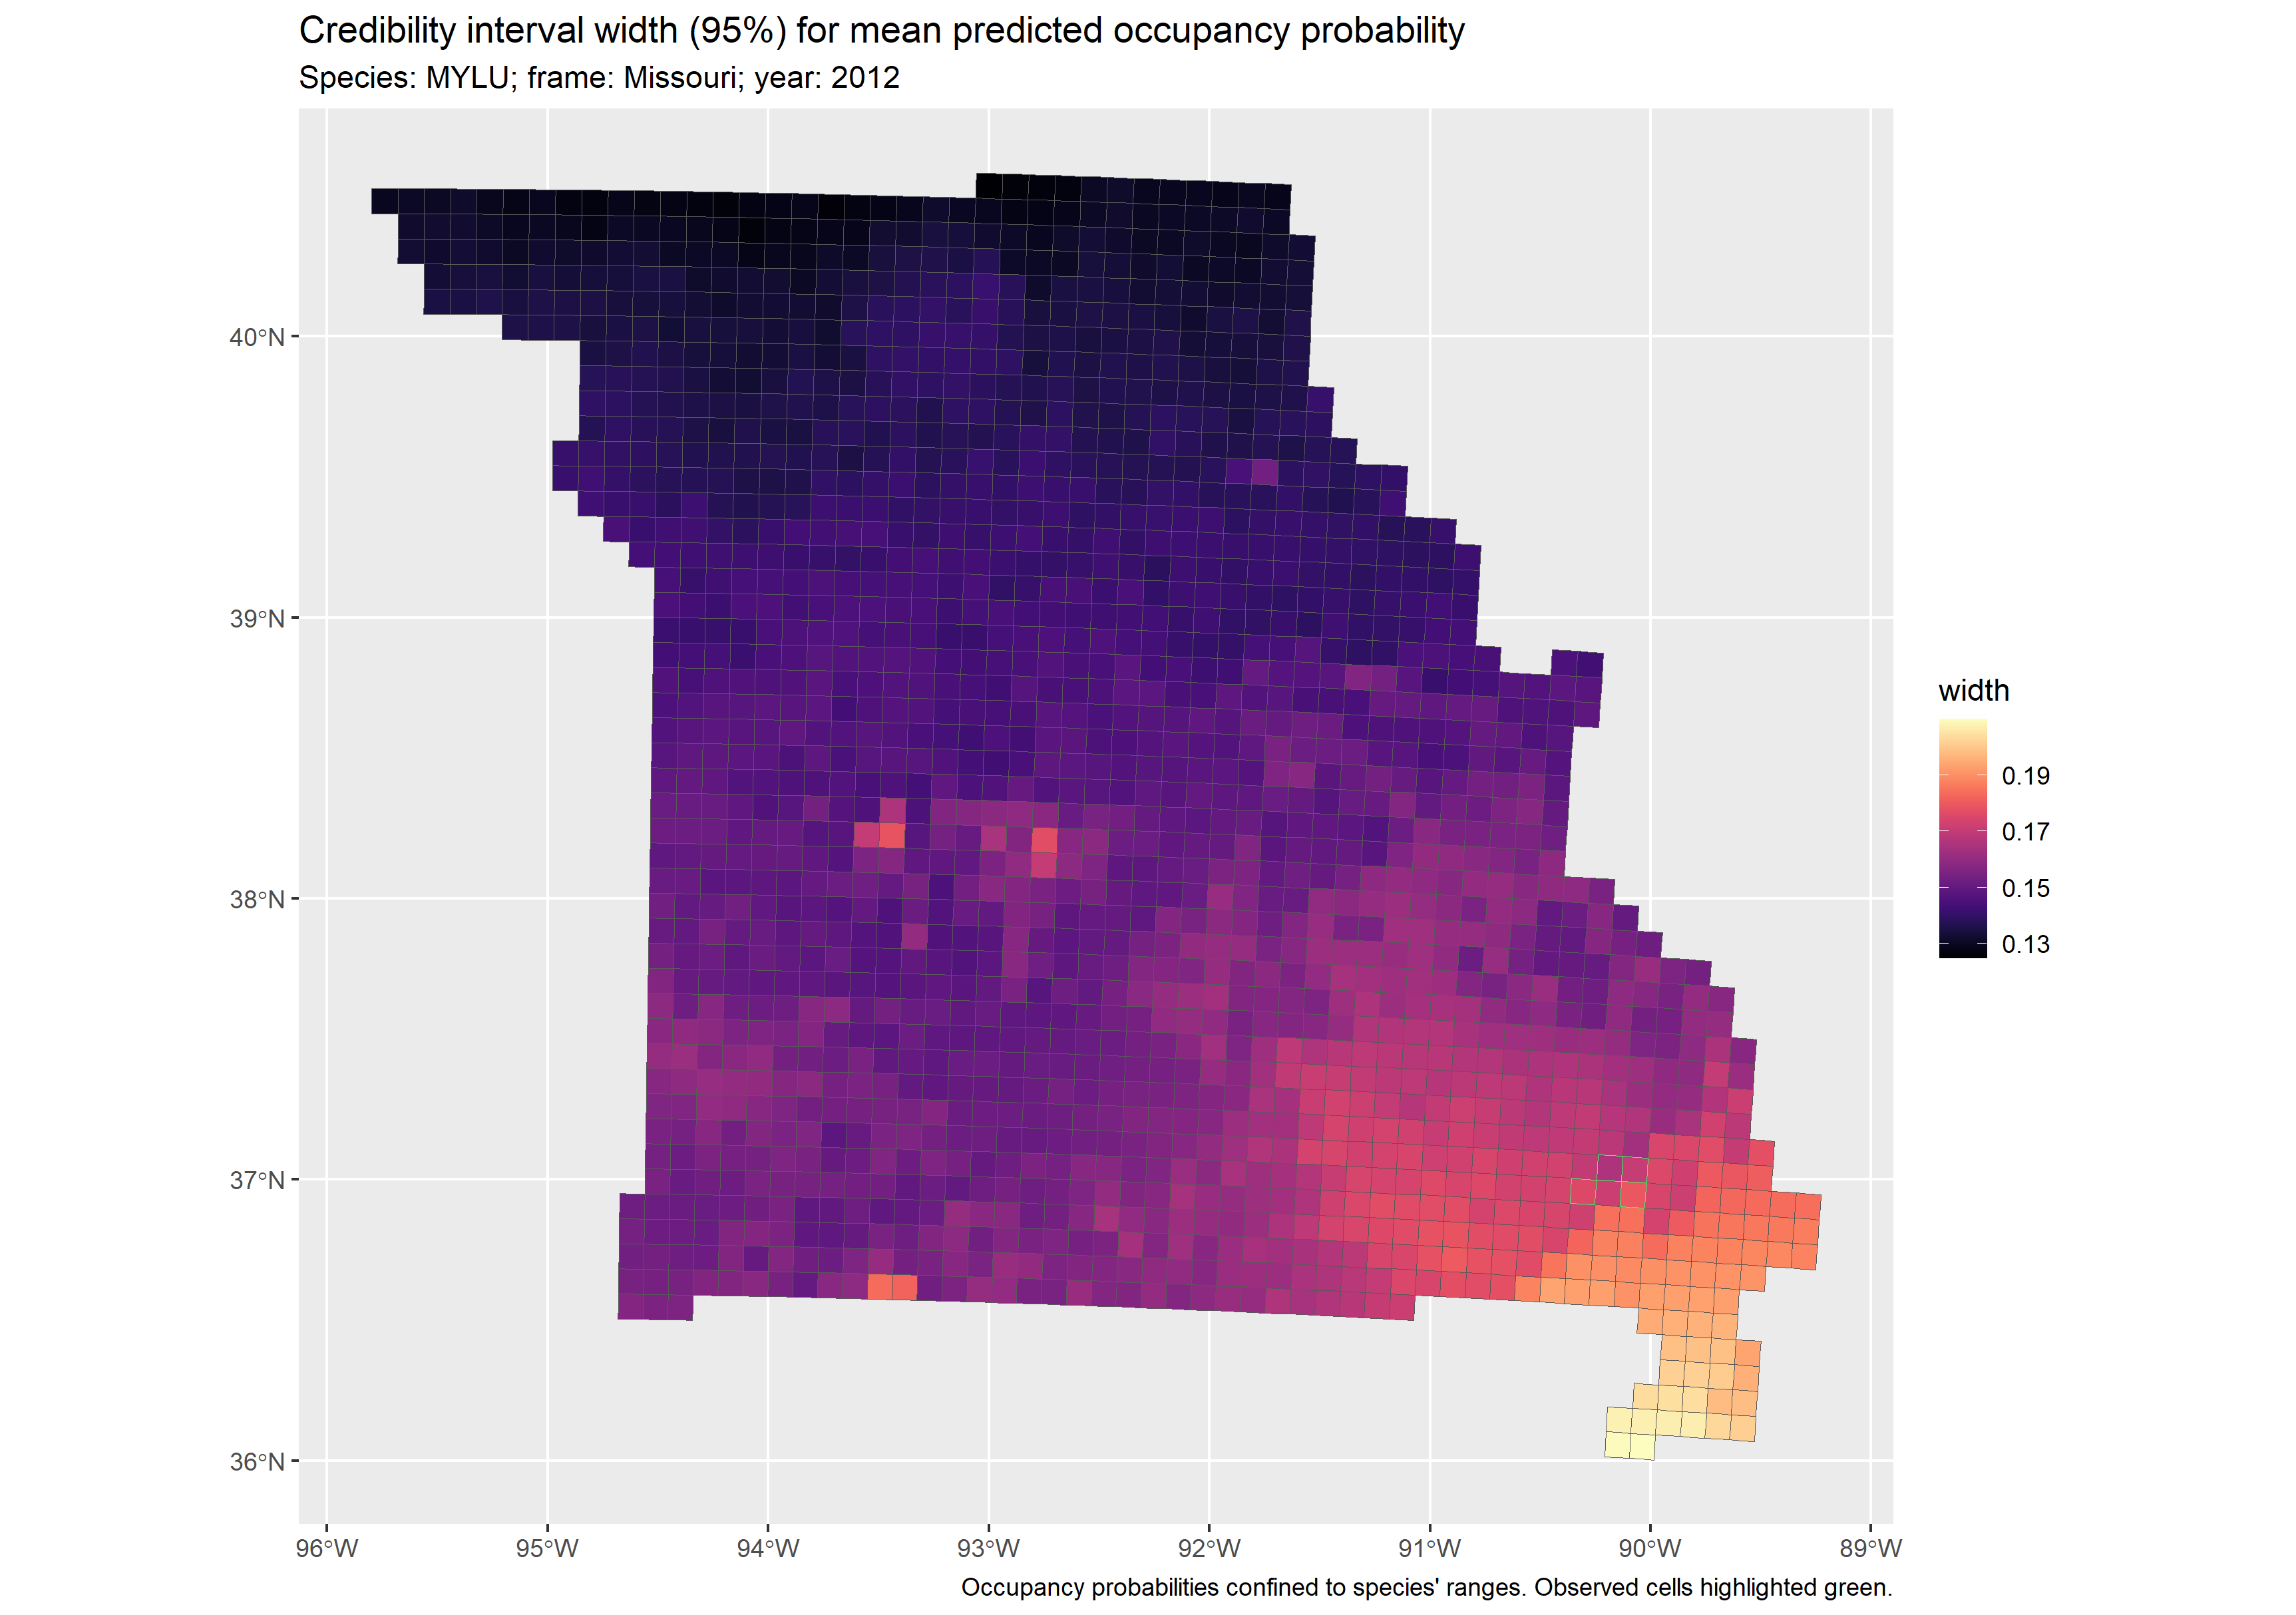 Credibility interval width (95%) for mean predicted occupancy probability
Species: MYLU; frame: Missouri; year: 2012
40°N
39°N
38°N
37°N
36°N
96°W 95°W 94°W 93°W 92°W 91°W 90°W 89°W
width
0.19
0.17
0.15
0.13
Occupancy probabilities confined to species' ranges. Observed cells highlighted green.